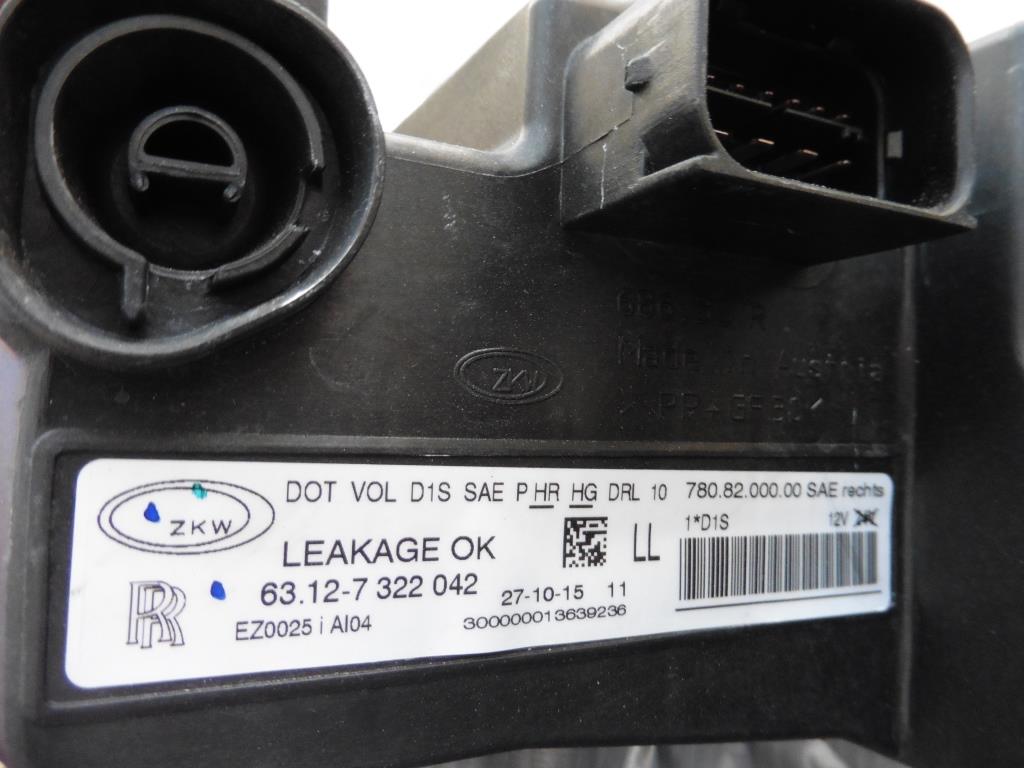 ZKW
Made in Austria
DOT VOL D1S SAE P HR HG DRL 10 780.82.000.00 SAE rechts
ZKW
1*D1S 12V
LEAKAGE OK
LL
RR
63.12-7 322 042
27-10-15 11
EZ0025 i AI04
300000013639236